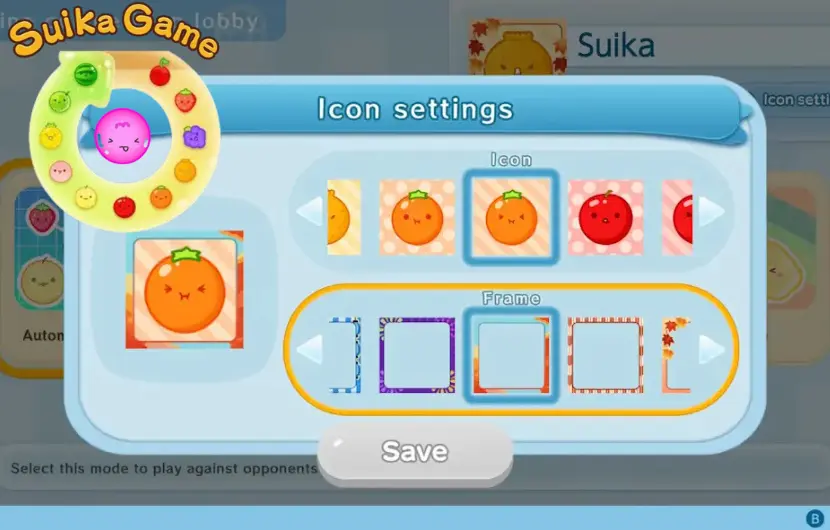 Suika Game
lobby
Suika
Icon settings
Icon setti
Icon
Frame
Autom
Save
Select this mode to play against opponents
B